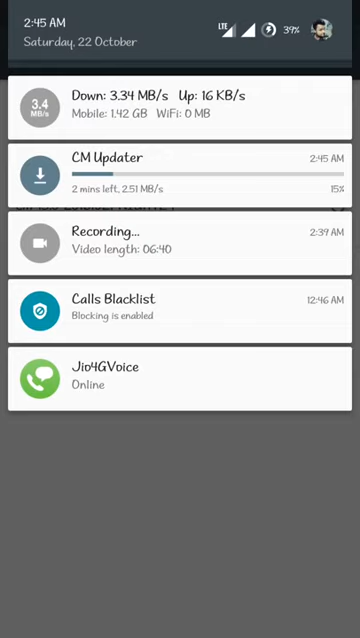 2:45 AM
LTE
39%
Saturday, 22 October
3.4
MB/s
Down: 3.34 MB/s Up: 16 KB/s
Mobile: 1.42 GB WiFi: 0 MB
CM Updater
2:45 AM
2 mins left, 2.51 MB/s
15%
Recording...
2:39 AM
Video length: 06:40
Calls Blacklist
12:46 AM
Blocking is enabled
Jio4GVoice
Online